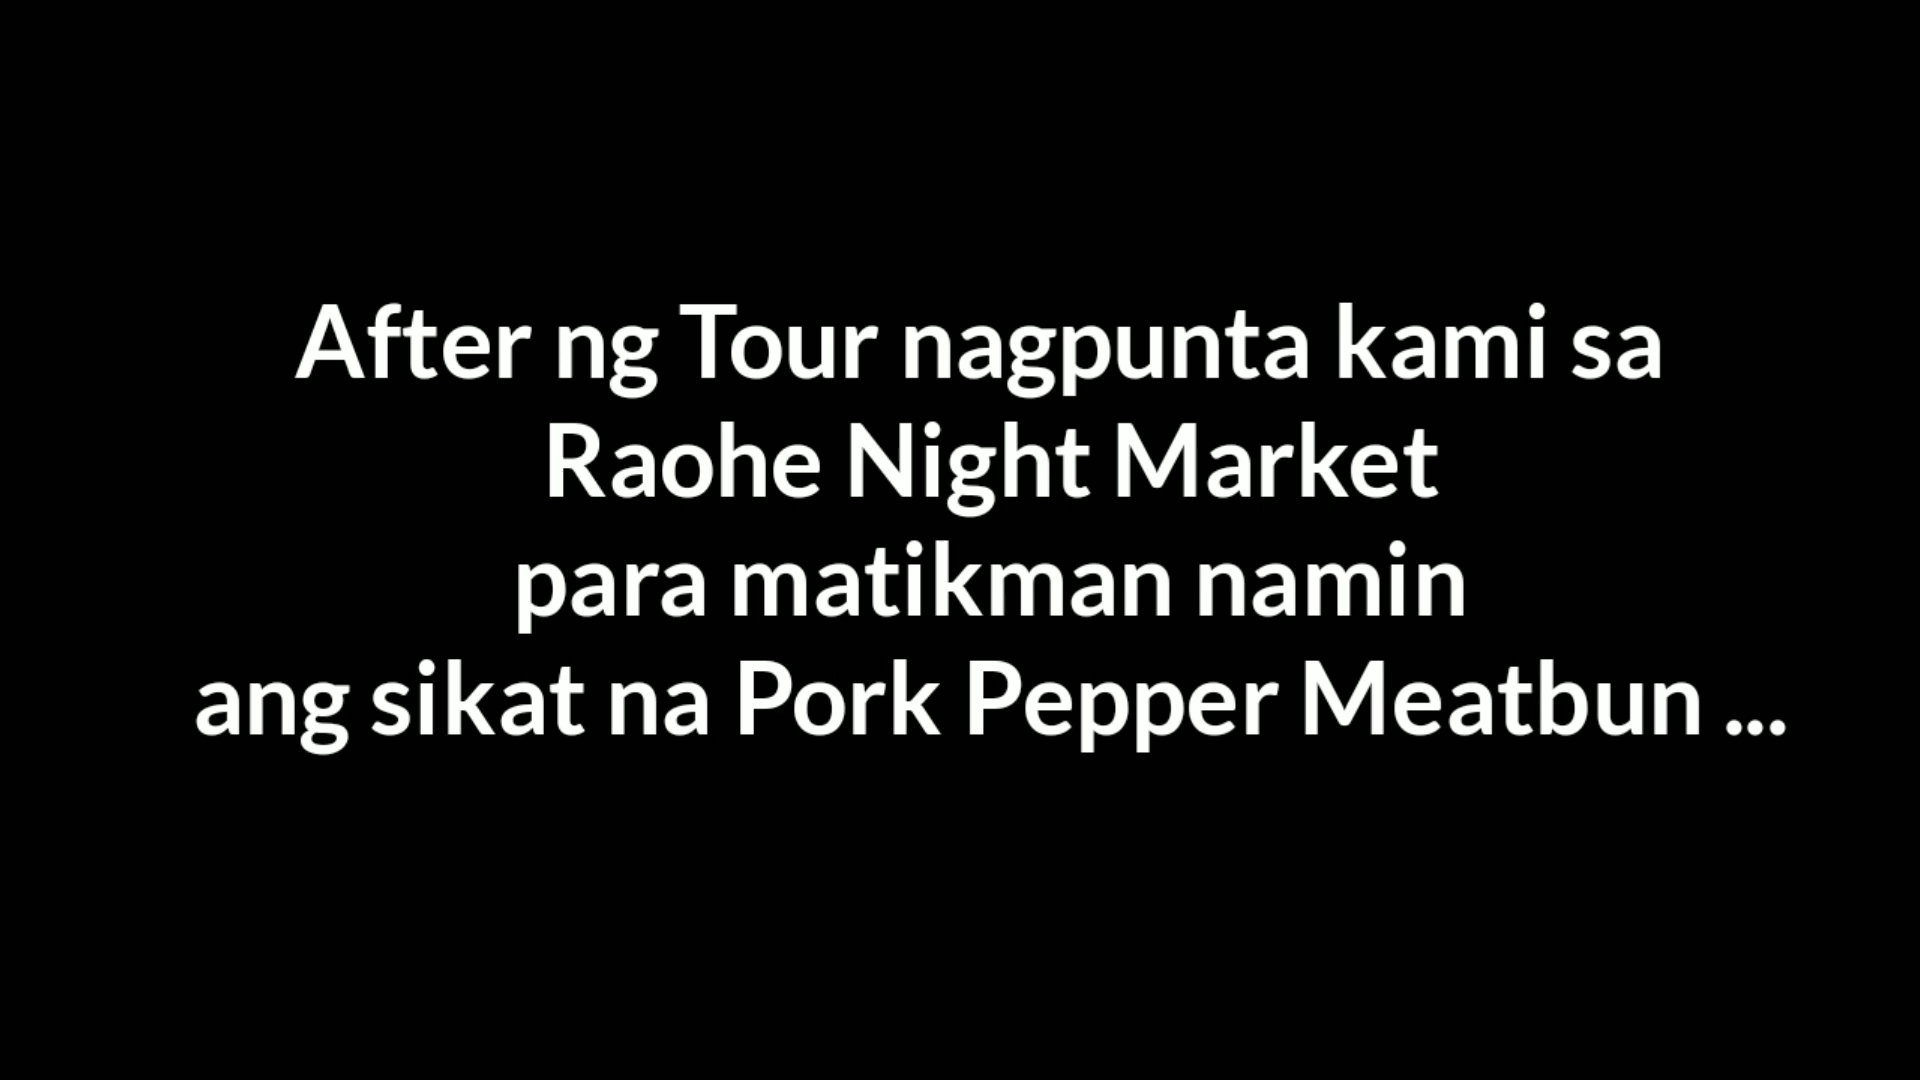 After ng Tour nagpunta kami sa
Raohe Night Market
para matikman namin
ang sikat na Pork Pepper Meatbun ...